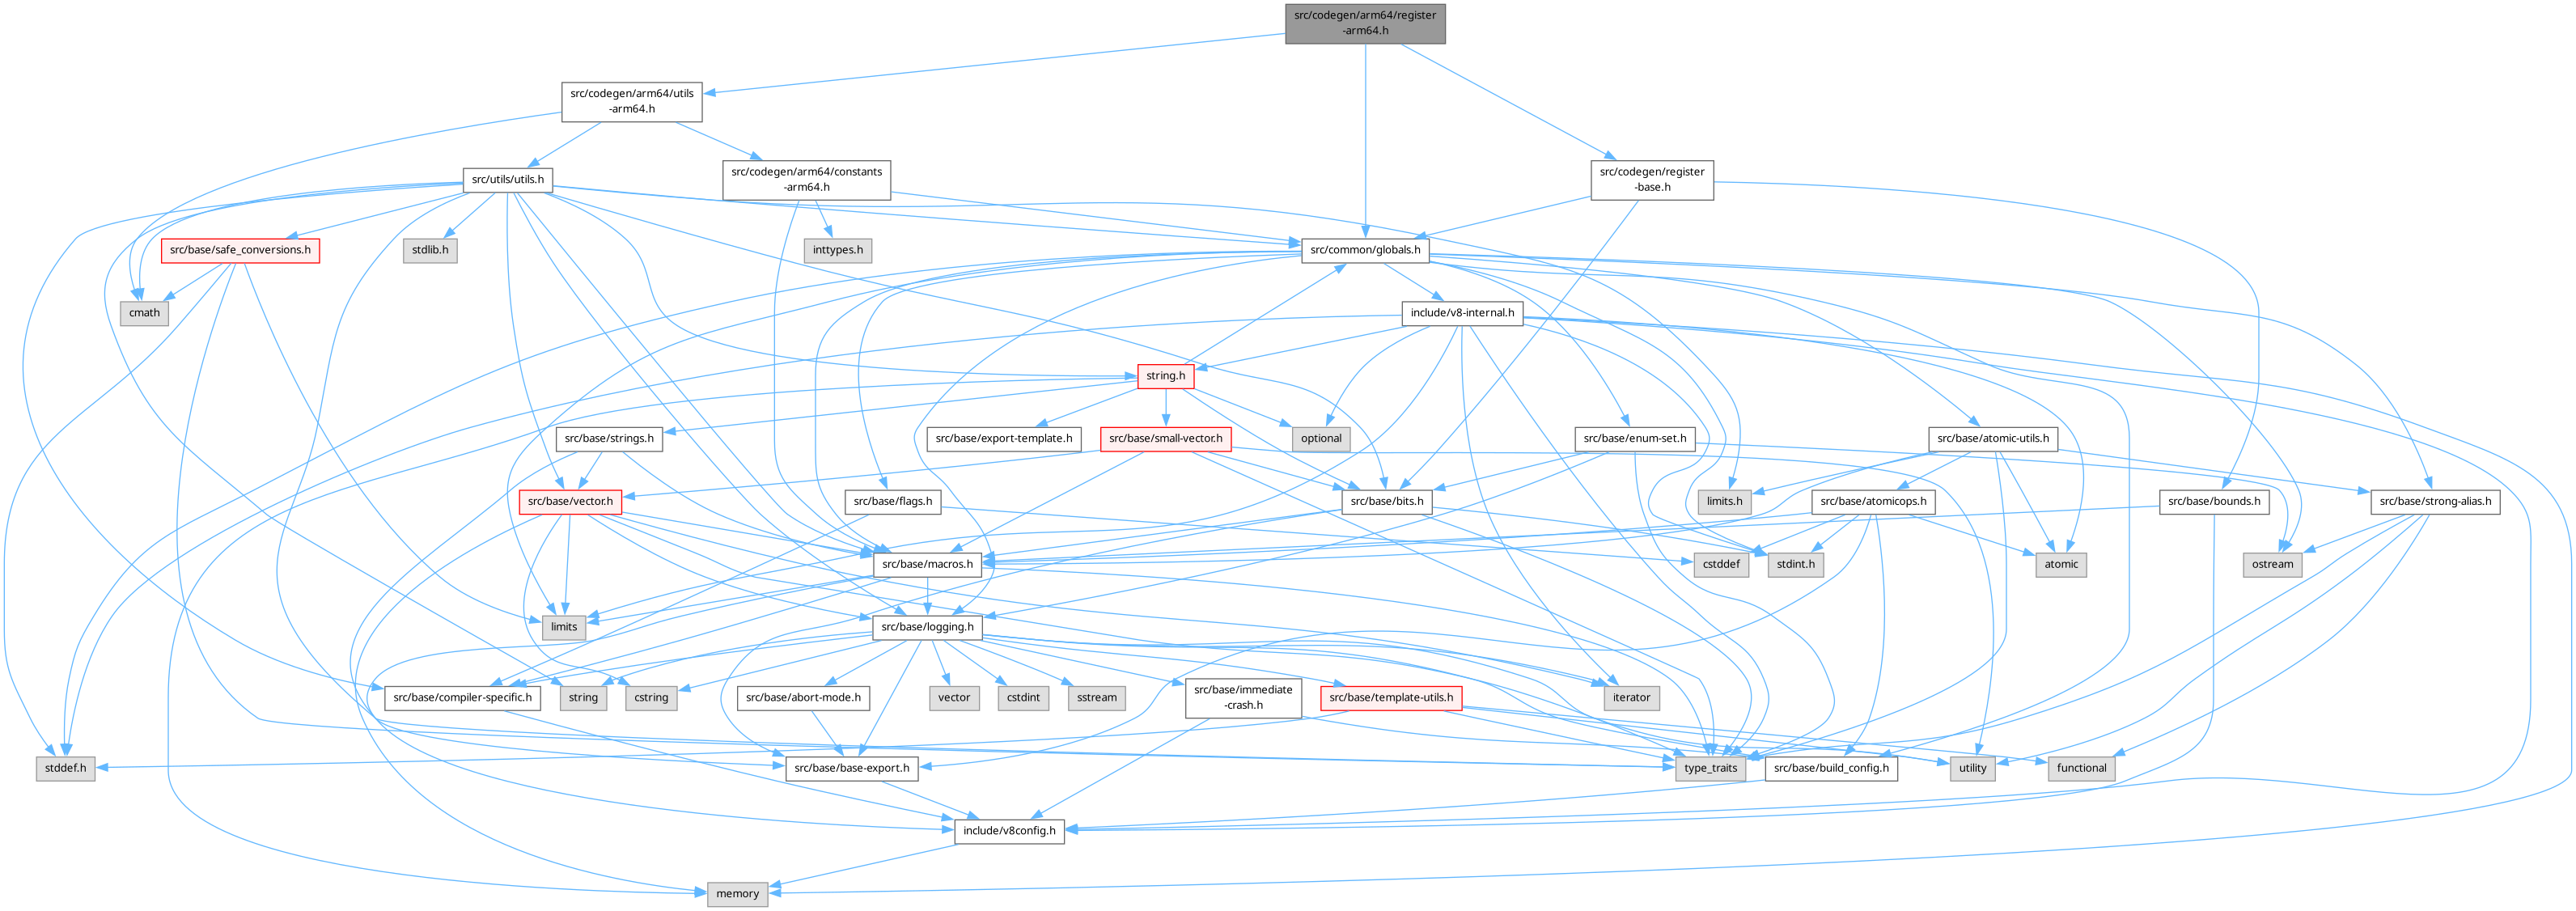 src/codegen/arm64/register
-arm64.h
src/codegen/arm64/utils
-arm64.h
src/utils/utils.h
src/codegen/arm64/constants
-arm64.h
src/codegen/register
-base.h
src/base/safe_conversions.h
stdlib.h
inttypes.h
src/common/globals.h
cmath
include/v8-internal.h
string.h
src/base/strings.h
src/base/export-template.h
src/base/small-vector.h
optional
src/base/enum-set.h
src/base/atomic-utils.h
src/base/vector.h
src/base/flags.h
src/base/bits.h
limits.h
src/base/atomicops.h
src/base/bounds.h
src/base/strong-alias.h
src/base/macros.h
cstddef
stdint.h
atomic
ostream
limits
src/base/logging.h
src/base/compiler-specific.h
string
cstring
src/base/abort-mode.h
vector
cstdint
sstream
src/base/immediate
-crash.h
src/base/template-utils.h
iterator
stddef.h
src/base/base-export.h
type_traits
src/base/build_config.h
utility
functional
include/v8config.h
memory